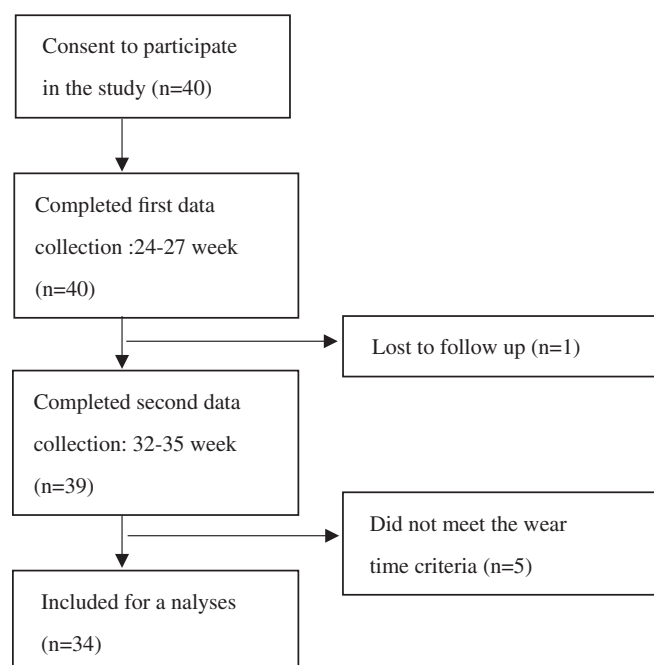 Consent to participate
in the study (n=40)
Completed first data
collection :24-27 week
(n=40)
Lost to follow up (n=1)
Completed second data
collection: 32-35 week
(n=39)
Did not meet the wear
time criteria (n=5)
Included for a nalyses
(n=34)